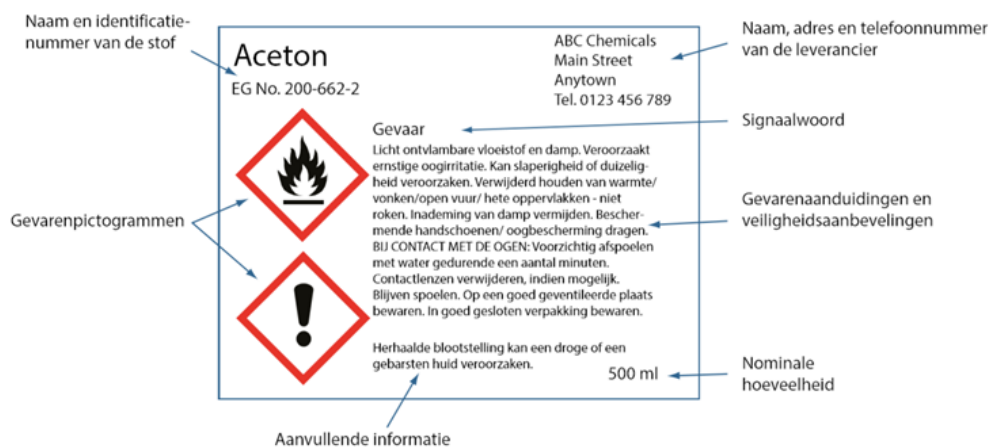 Naam en identificatie-
nummer van de stof
Aceton
EG No. 200-662-2
ABC Chemicals
Main Street
Anytown
Tel. 0123 456 789
Naam, adres en telefoonnummer
van de leverancier
Gevaar
Signaalwoord
Licht ontvlambare vloeistof en damp. Veroorzaakt
ernstige oogirritatie. Kan slaperigheid of duizelig-
heid veroorzaken. Verwijderd houden van warmte/
vonken/open vuur/ hete oppervlakken - niet
roken. Inademing van damp vermijden. Bescher-
mende handschoenen/ oogbescherming dragen.
BIJ CONTACT MET DE OGEN: Voorzichtig afspoelen
met water gedurende een aantal minuten.
Contactlenzen verwijderen, indien mogelijk.
Blijven spoelen. Op een goed geventileerde plaats
bewaren. In goed gesloten verpakking bewaren.
Gevarenpictogrammen
Gevarenaanduidingen en
veiligheidsaanbevelingen
Herhaalde blootstelling kan een droge of een
gebarsten huid veroorzaken.
500 ml
Nominale
hoeveelheid
Aanvullende informatie